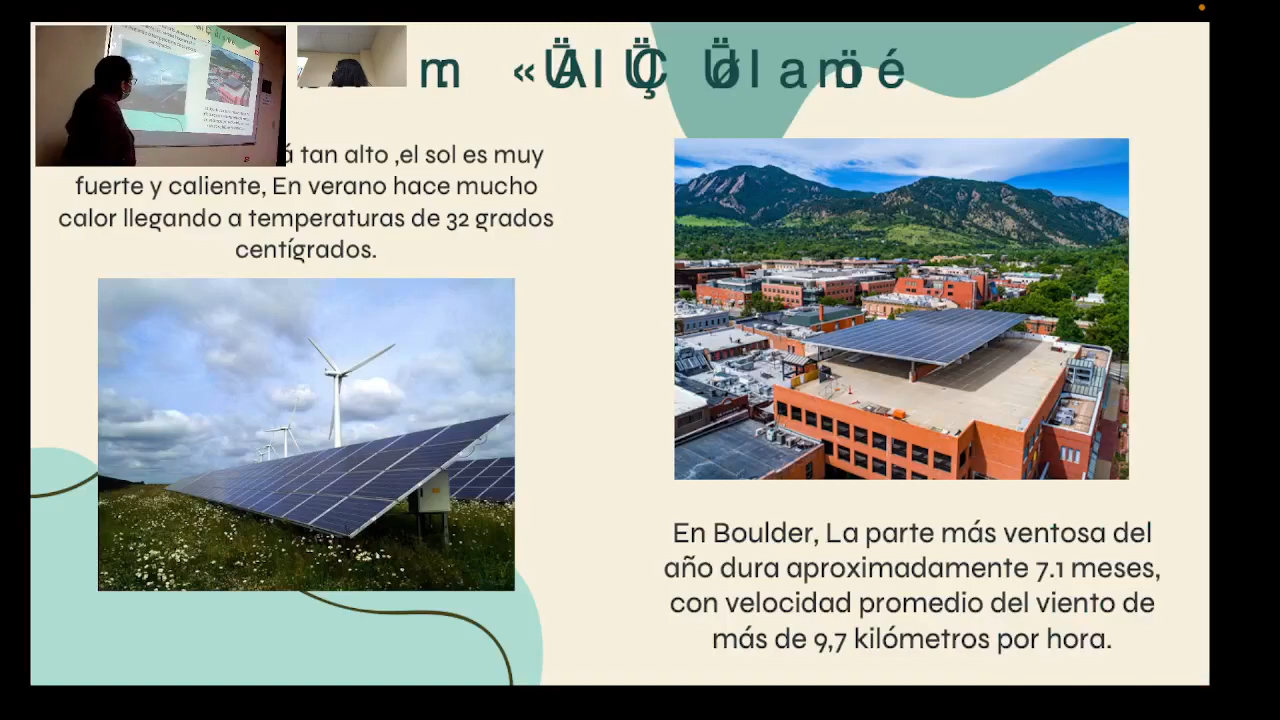 á tan alto ,el sol es muy
fuerte y caliente, En verano hace mucho
calor llegando a temperaturas de 32 grados
centígrados.
En Boulder, La parte más ventosa del
año dura aproximadamente 7.1 meses,
con velocidad promedio del viento de
más de 9,7 kilómetros por hora.